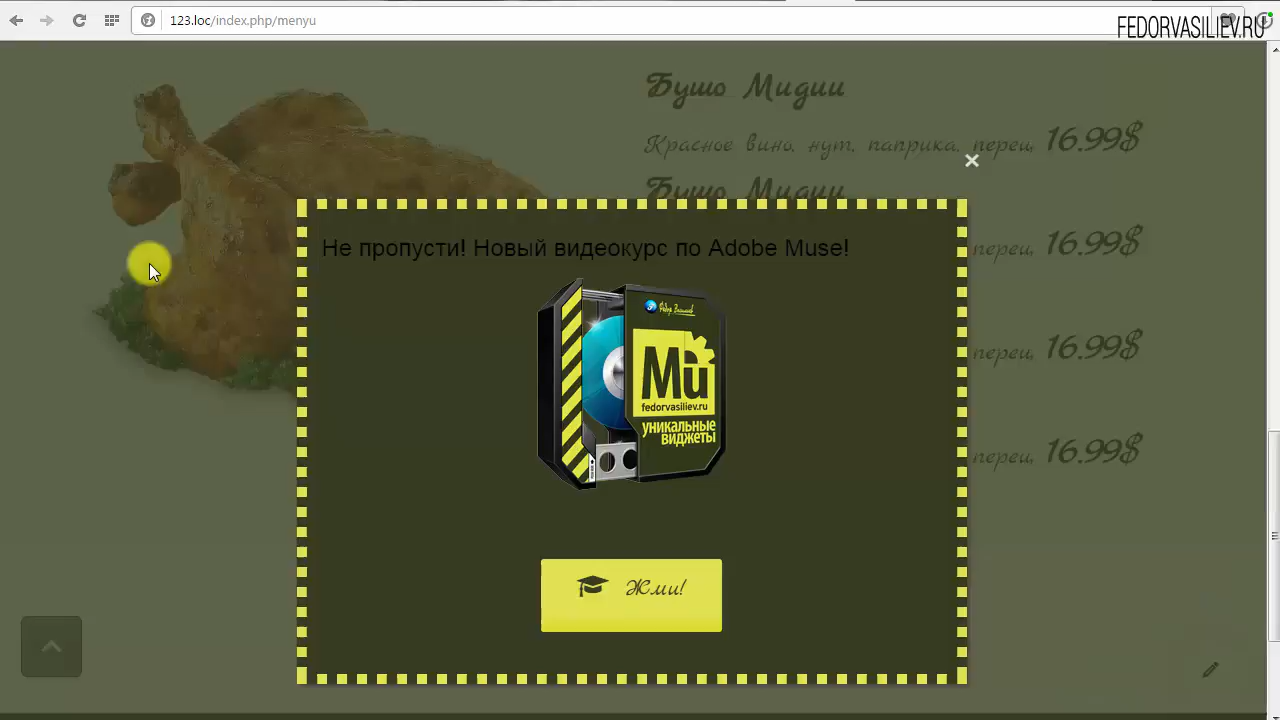 123.loc/index.php/menyu
FEDORVASILIEV.RU
Бушо Мидии
Красное вино, нут, паприка, перец, 16.99$
Бушо Мидии
перец, 16.99$
перец, 16.99$
перец, 16.99$
Не пропусти! Новый видеокурс по Adobe Muse!
Mu
fedorvasiliev.ru
уникальные
виджеты
Жми!